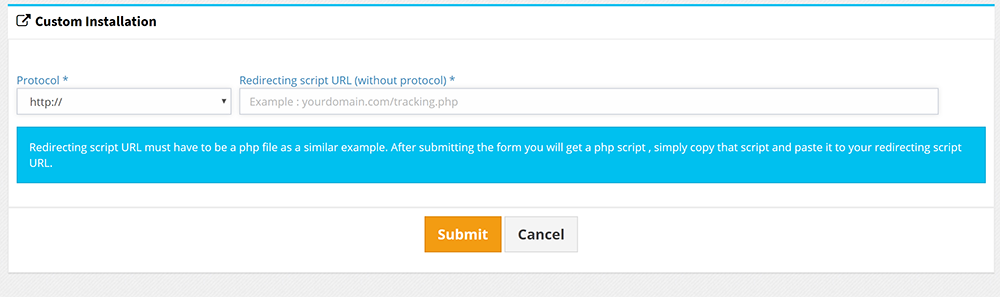 Custom Installation
Protocol *
Redirecting script URL (without protocol) *
http://
Example : yourdomain.com/tracking.php
Redirecting script URL must have to be a php file as a similar example. After submitting the form you will get a php script , simply copy that script and paste it to your redirecting script
URL.
Submit
Cancel